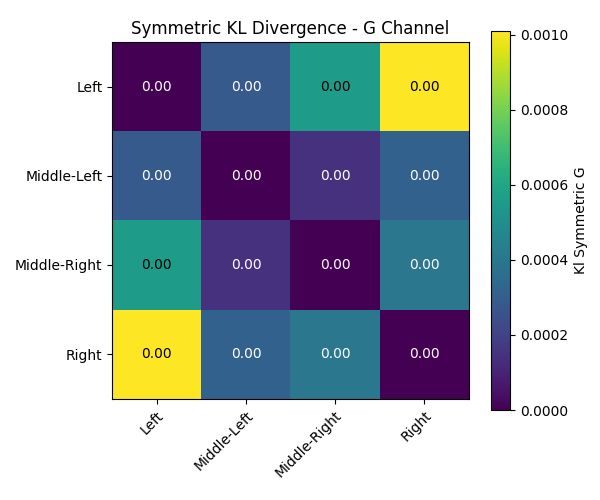 Symmetric KL Divergence - G Channel
Left
0.00 0.00 0.00 0.00
Middle-Left
0.00 0.00 0.00 0.00
Middle-Right
0.00 0.00 0.00 0.00
Right
0.00 0.00 0.00 0.00
Left
Middle-Left
Middle-Right
Right
0.0010
0.0008
0.0006
0.0004
0.0002
0.0000
Kl Symmetric G